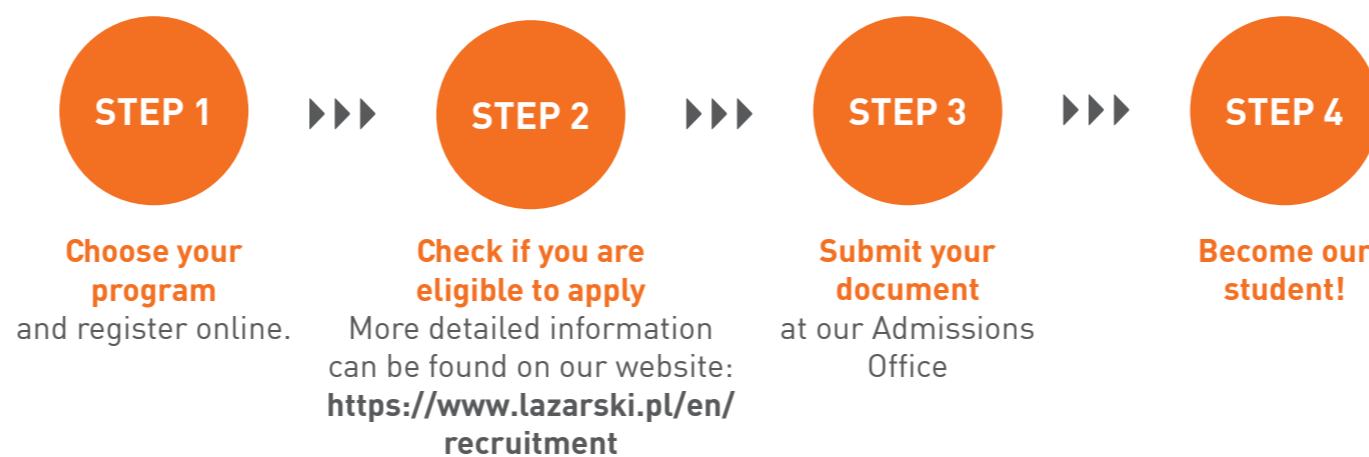 STEP 1
STEP 2
STEP 3
STEP 4
Choose your
program
and register online.
Check if you are
eligible to apply
More detailed information
can be found on our website:
https://www.lazarski.pl/en/
recruitment
Submit your
document
at our Admissions
Office
Become our
student!